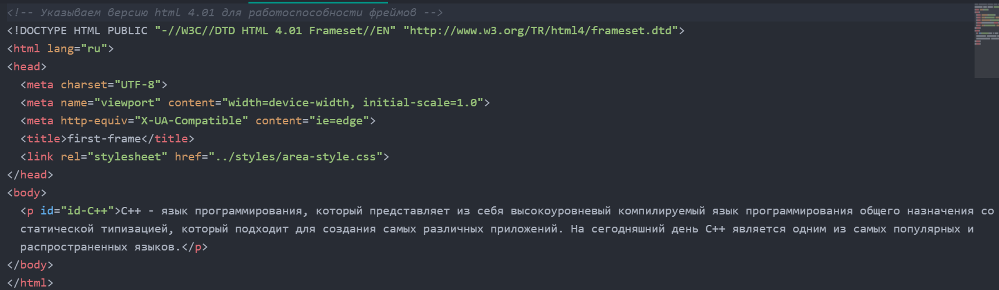 <!-- Указываем версию html 4.01 для работоспособности фреймов -->
<!DOCTYPE HTML PUBLIC "-//W3C//DTD HTML 4.01 Frameset//EN" "http://www.w3.org/TR/html4/frameset.dtd">
<html lang="ru">
<head>
  <meta charset="UTF-8">
  <meta name="viewport" content="width=device-width, initial-scale=1.0">
  <meta http-equiv="X-UA-Compatible" content="ie=edge">
  <title>first-frame</title>
  <link rel="stylesheet" href="../styles/area-style.css">
</head>
<body>
  <p id="id-C++">C++ - язык программирования, который представляет из себя высокоуровневый компилируемый язык программирования общего назначения со
  статической типизацией, который подходит для создания самых различных приложений. На сегодняшний день C++ является одним из самых популярных и
  распространенных языков.</p>
</body>
</html>